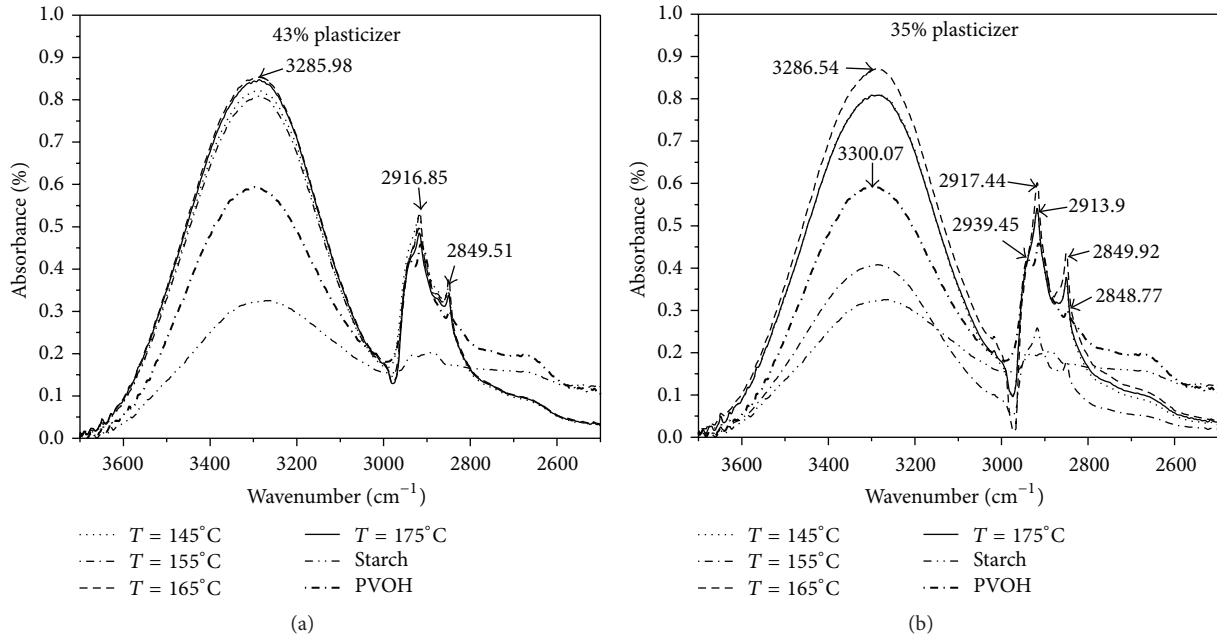 43% plasticizer
3285.98
2916.85
2849.51
Absorbance (%)
1.0
0.9
0.8
0.7
0.6
0.5
0.4
0.3
0.2
0.1
0.0
3600 3400 3200 3000 2800 2600
Wavenumber (cm⁻¹)
T = 145°C
T = 155°C
T = 165°C
T = 175°C
Starch
PVOH
(a)
35% plasticizer
3286.54
3300.07
2917.44
2939.45
2913.9
2849.92
2848.77
Absorbance (%)
1.0
0.9
0.8
0.7
0.6
0.5
0.4
0.3
0.2
0.1
0.0
3600 3400 3200 3000 2800 2600
Wavenumber (cm⁻¹)
T = 145°C
T = 155°C
T = 165°C
T = 175°C
Starch
PVOH
(b)